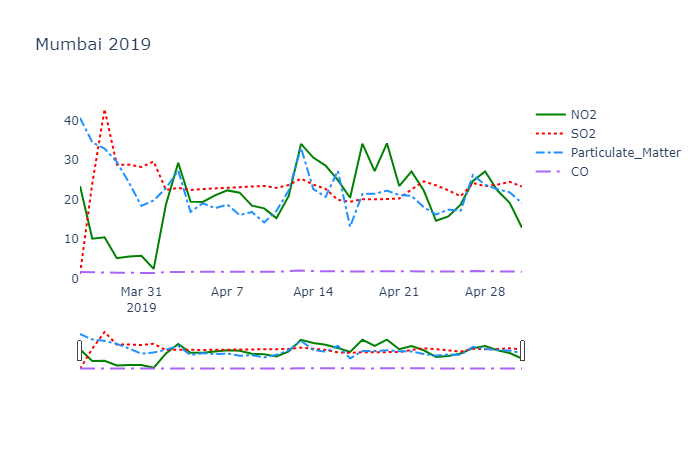 Mumbai 2019
40
30
20
10
0
Mar 31
2019
Apr 7
Apr 14
Apr 21
Apr 28
NO2
SO2
Particulate_Matter
CO